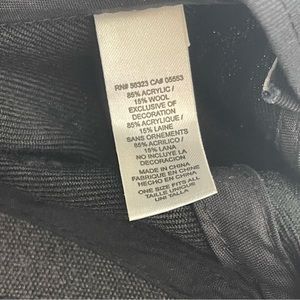 RN# 56323 CA# 05553
85% ACRYLIC /
15% WOOL
EXCLUSIVE OF
DECORATION
85% ACRYLIQUE /
15% LAINE
SANS ORNEMENTS
85% ACRILICO /
15% LANA
NO INCLUYE LA
DECORACION
MADE IN CHINA
FABRIQUE EN CHINE
HECHO EN CHINA
ONE SIZE FITS ALL
TAILLE UNIQUE
UNI TALLA